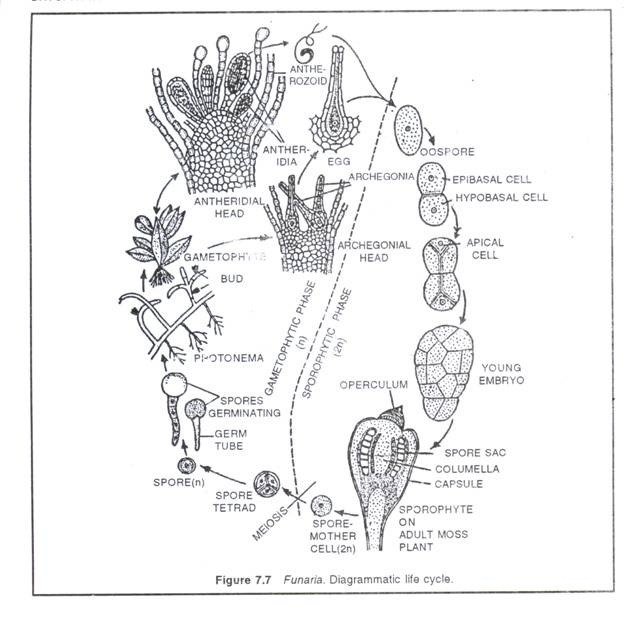 ANTHE-
ROZOID
ANTHER-
IDIA
EGG
OOSPORE
ARCHEGONIA
EPIBASAL CELL
HYPOBASAL CELL
ANTHERIDIAL
HEAD
ARCHEGONIAL
HEAD
APICAL
CELL
GAMETOPHYTE
BUD
GAMETOPHYTIC PHASE
(n)
SPOROPHYTIC PHASE
(2n)
PROTONEMA
YOUNG
EMBRYO
OPERCULUM
SPORES
GERMINATING
GERM
TUBE
SPORE SAC
COLUMELLA
CAPSULE
SPORE(n)
SPORE
TETRAD
MEIOSIS
SPORE-
MOTHER
CELL(2n)
SPOROPHYTE
ON
ADULT MOSS
PLANT
Figure 7.7 Funaria. Diagrammatic life cycle.